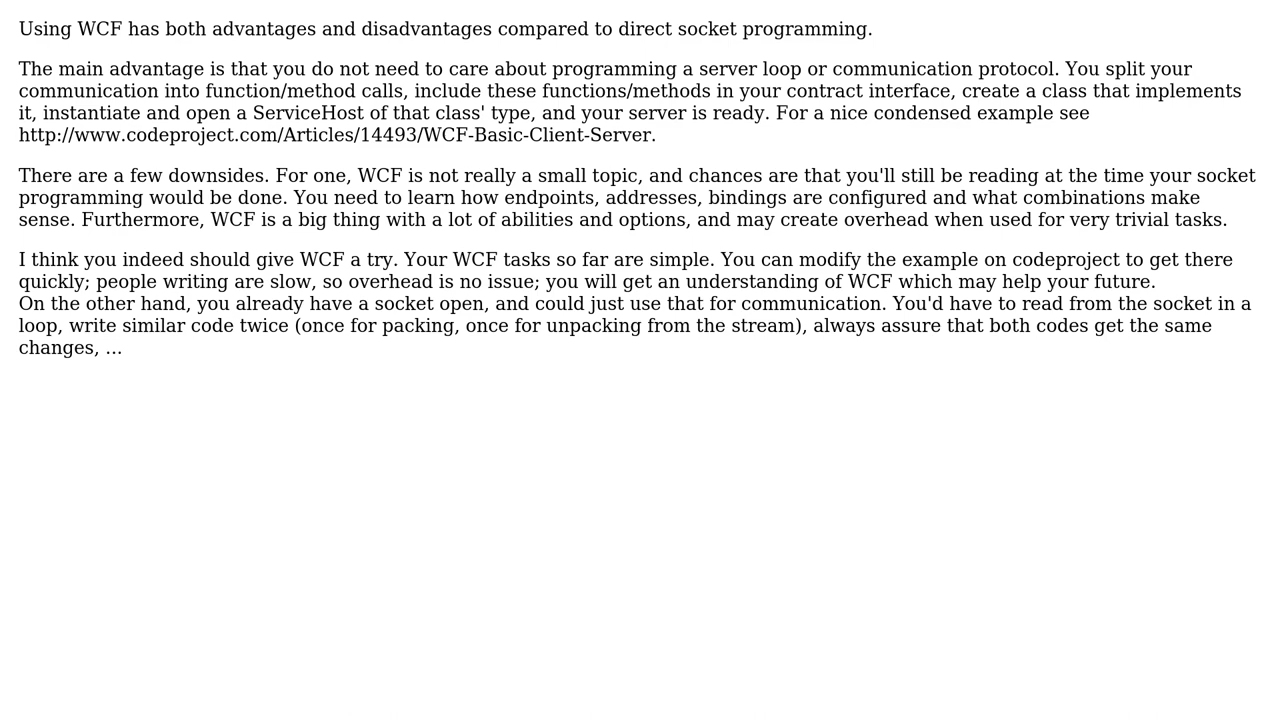 Using WCF has both advantages and disadvantages compared to direct socket programming.
The main advantage is that you do not need to care about programming a server loop or communication protocol. You split your
communication into function/method calls, include these functions/methods in your contract interface, create a class that implements
it, instantiate and open a ServiceHost of that class' type, and your server is ready. For a nice condensed example see
http://www.codeproject.com/Articles/14493/WCF-Basic-Client-Server.
There are a few downsides. For one, WCF is not really a small topic, and chances are that you'll still be reading at the time your socket
programming would be done. You need to learn how endpoints, addresses, bindings are configured and what combinations make
sense. Furthermore, WCF is a big thing with a lot of abilities and options, and may create overhead when used for very trivial tasks.
I think you indeed should give WCF a try. Your WCF tasks so far are simple. You can modify the example on codeproject to get there
quickly; people writing are slow, so overhead is no issue; you will get an understanding of WCF which may help your future.
On the other hand, you already have a socket open, and could just use that for communication. You'd have to read from the socket in a
loop, write similar code twice (once for packing, once for unpacking from the stream), always assure that both codes get the same
changes, ...